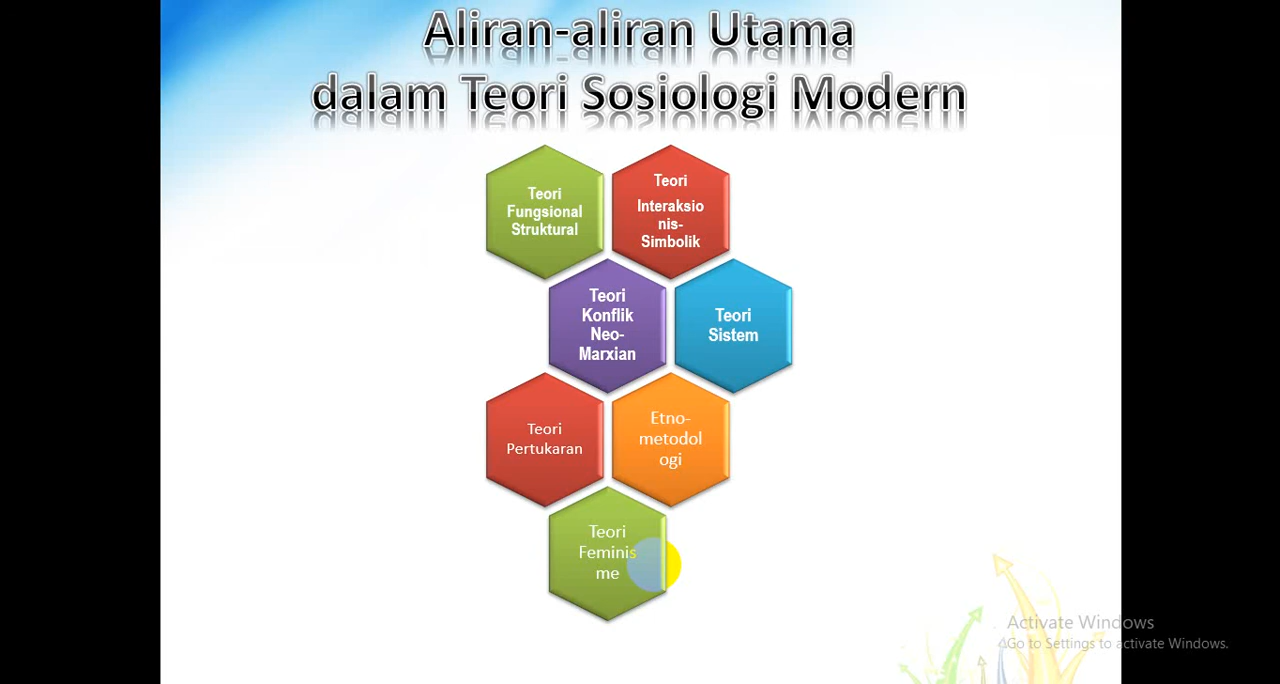 Aliran-aliran Utama
dalam Teori Sosiologi Modern
Teori
Fungsional
Struktural
Teori
Interaksio
nis-
Simbolik
Teori
Konflik
Neo-
Marxian
Teori
Sistem
Teori
Pertukaran
Etno-
metodol
ogi
Teori
Feminis
me
Activate Windows
Go to Settings to activate Windows.